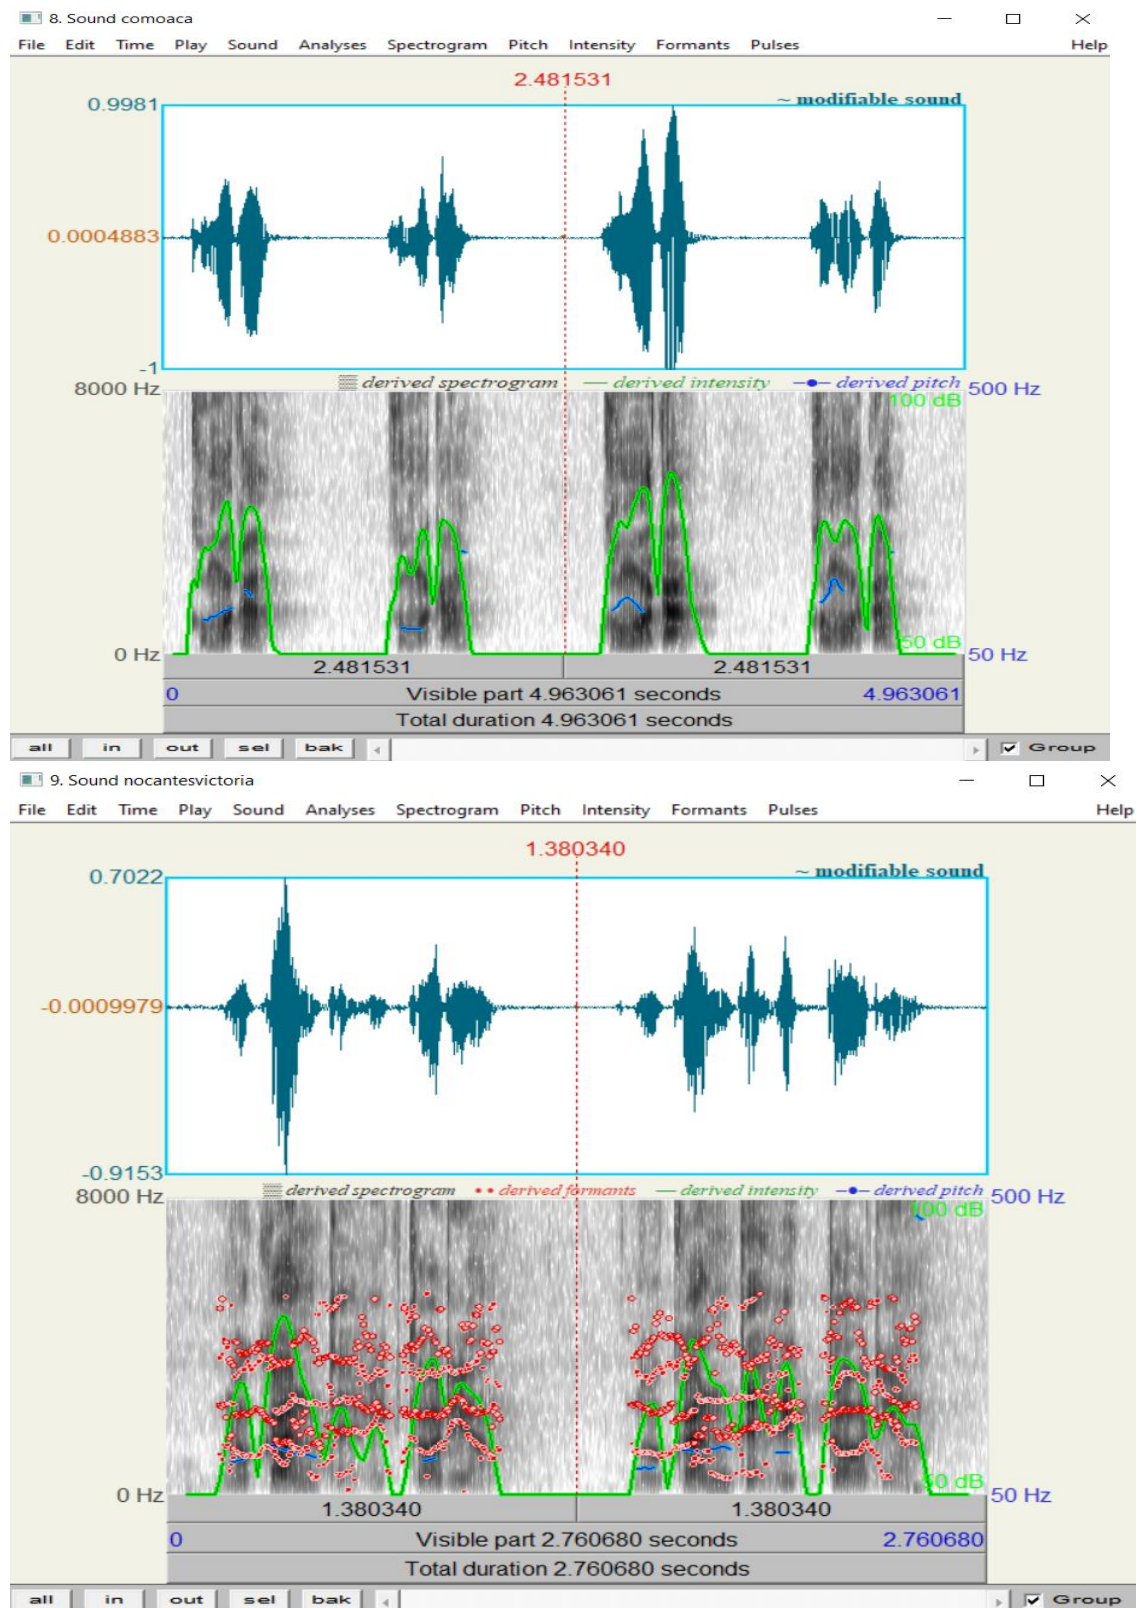 8. Sound comoaca
File Edit Time Play Sound Analyses Spectrogram Pitch Intensity Formants Pulses Help
2.481531
0.9981 ~ modifiable sound
0.0004883
-1
8000 Hz derived spectrogram derived intensity derived pitch 500 Hz
100 dB
50 dB
0 Hz 50 Hz
2.481531 2.481531
0 Visible part 4.963061 seconds 4.963061
Total duration 4.963061 seconds
all in out sel bak Group
9. Sound nocantesvictoria
File Edit Time Play Sound Analyses Spectrogram Pitch Intensity Formants Pulses Help
1.380340
0.7022 ~ modifiable sound
-0.0009979
-0.9153
8000 Hz derived spectrogram derived formants derived intensity derived pitch 500 Hz
100 dB
50 dB
0 Hz 50 Hz
1.380340 1.380340
0 Visible part 2.760680 seconds 2.760680
Total duration 2.760680 seconds
all in out sel bak Group